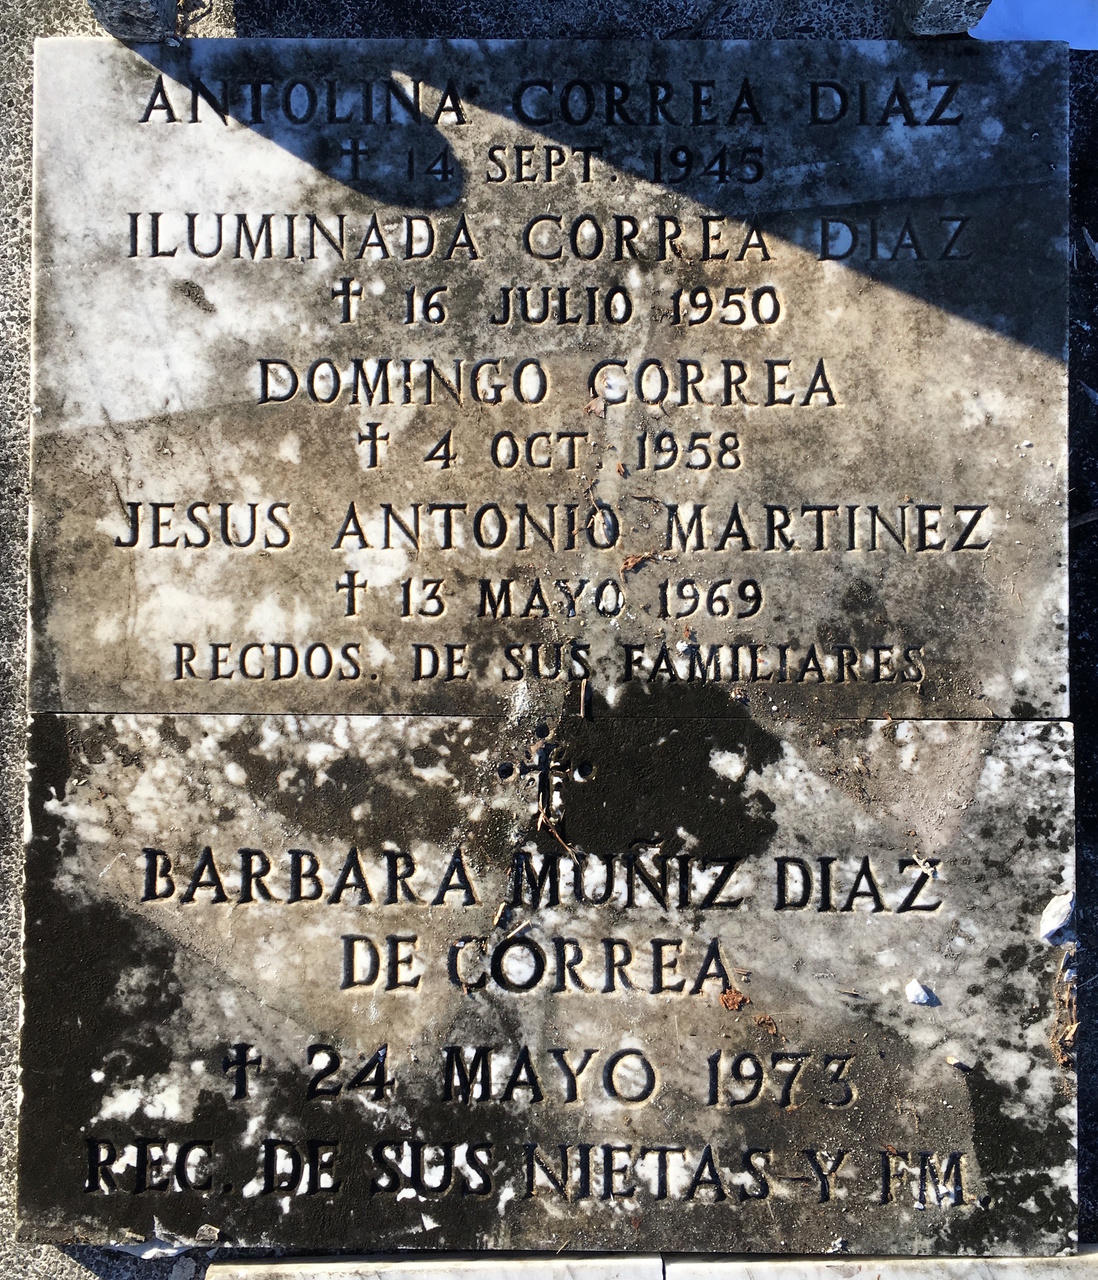 ANTOLINA CORREA DIAZ
✝ 14 SEPT. 1945
ILUMINADA CORREA DIAZ
✝ 16 JULIO 1950
DOMINGO CORREA
✝ 4 OCT 1958
JESUS ANTONIO MARTINEZ
✝ 13 MAYO 1969
RECDOS. DE SUS FAMILIARES
BARBARA MUÑIZ DIAZ
DE CORREA
✝ 24 MAYO 1973
REC. DE SUS NIETAS Y FM.